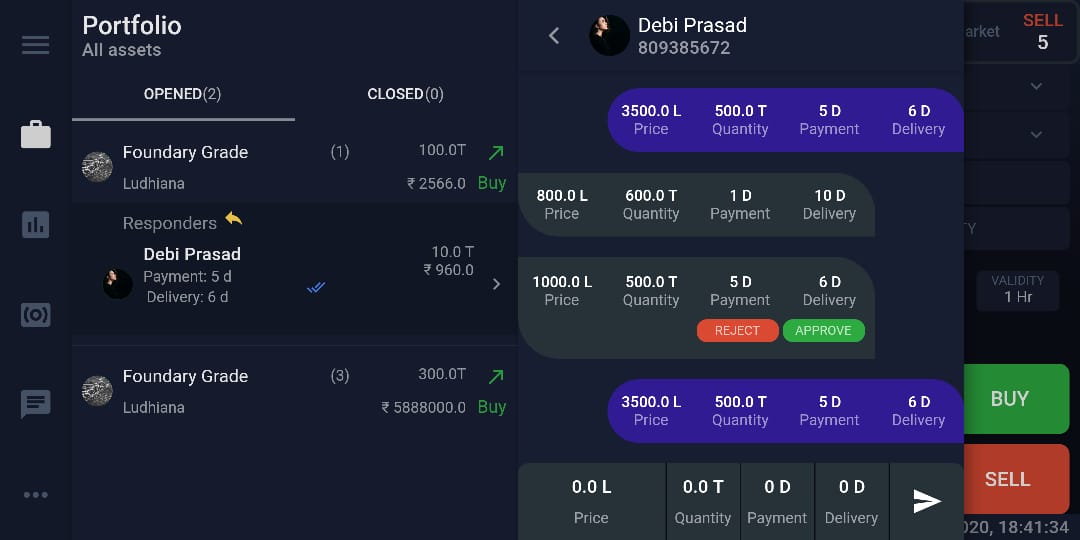 Portfolio
All assets
OPENED(2)
CLOSED(0)
Foundary Grade
(1)
100.0T
Ludhiana
₹ 2566.0
Buy
Responders
Debi Prasad
10.0 T
₹ 960.0
Payment: 5 d
Delivery: 6 d
Foundary Grade
(3)
300.0T
Ludhiana
₹ 5888000.0
Buy
Debi Prasad
809385672
3500.0 L 500.0 T 5 D 6 D
Price Quantity Payment Delivery
800.0 L 600.0 T 1 D 10 D
Price Quantity Payment Delivery
1000.0 L 500.0 T 5 D 6 D
Price Quantity Payment Delivery
REJECT APPROVE
3500.0 L 500.0 T 5 D 6 D
Price Quantity Payment Delivery
0.0 L 0.0 T 0 D 0 D
Price Quantity Payment Delivery
arket
SELL
5
TY
VALIDITY
1 Hr
BUY
SELL
020, 18:41:34